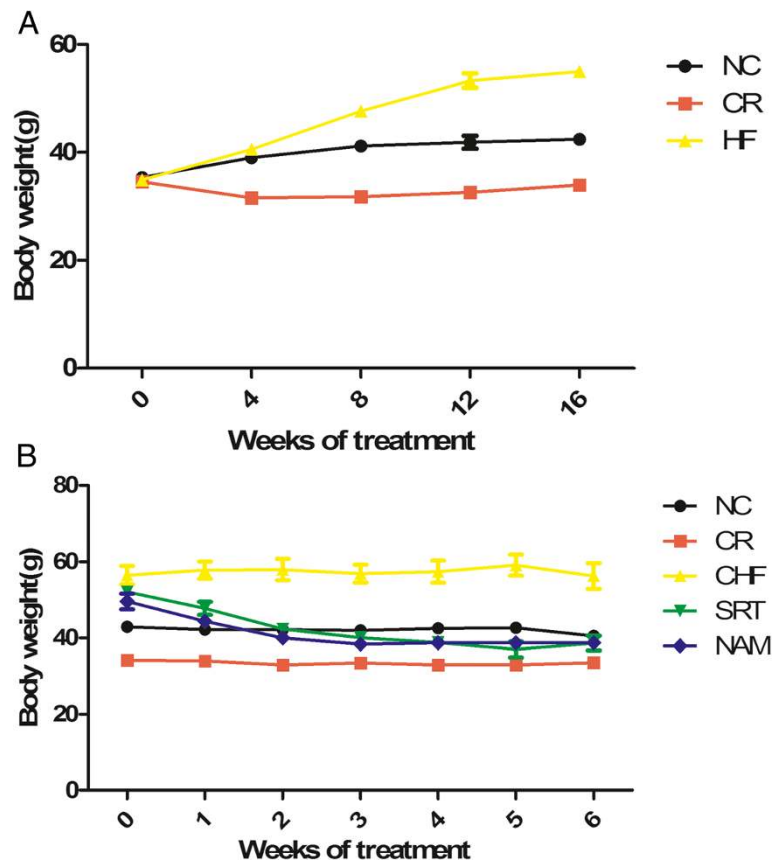 A
60
40
20
0
Body weight(g)
0 4 8 12 16
Weeks of treatment
NC
CR
HF
B
80
60
40
20
0
Body weight(g)
0 1 2 3 4 5 6
Weeks of treatment
NC
CR
CHF
SRT
NAM